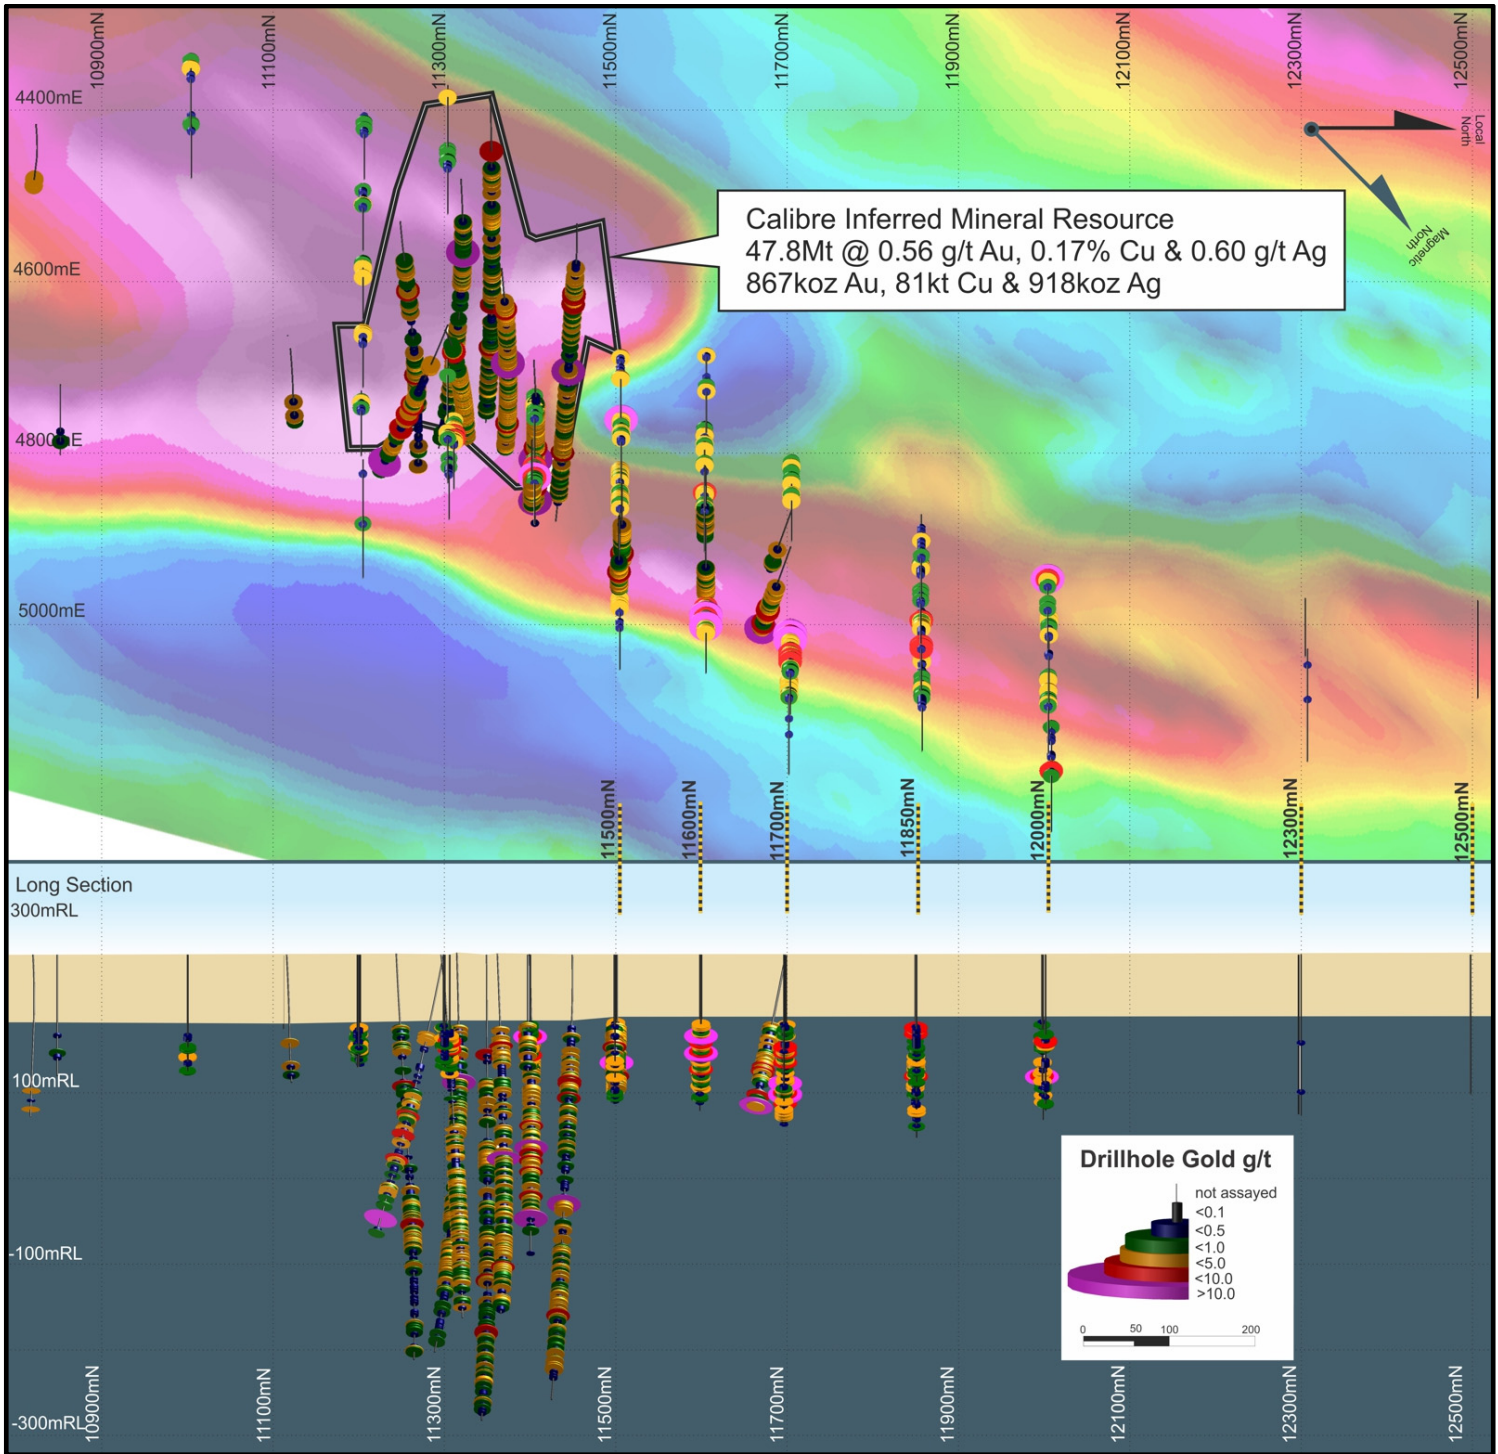 10900mN
11100mN
11300mN
11500mN
11700mN
11900mN
12100mN
12300mN
12500mN
4400mE
Local
North
Magnetic
North
Calibre Inferred Mineral Resource
47.8Mt @ 0.56 g/t Au, 0.17% Cu & 0.60 g/t Ag
867koz Au, 81kt Cu & 918koz Ag
4600mE
4800mE
5000mE
11500mN
11600mN
11700mN
11850mN
12000mN
12300mN
12500mN
Long Section
300mRL
100mRL
-100mRL
-300mRL
Drillhole Gold g/t
not assayed
<0.1
<0.5
<1.0
<5.0
<10.0
>10.0
0 50 100 200
10900mN
11100mN
11300mN
11500mN
11700mN
11900mN
12100mN
12300mN
12500mN